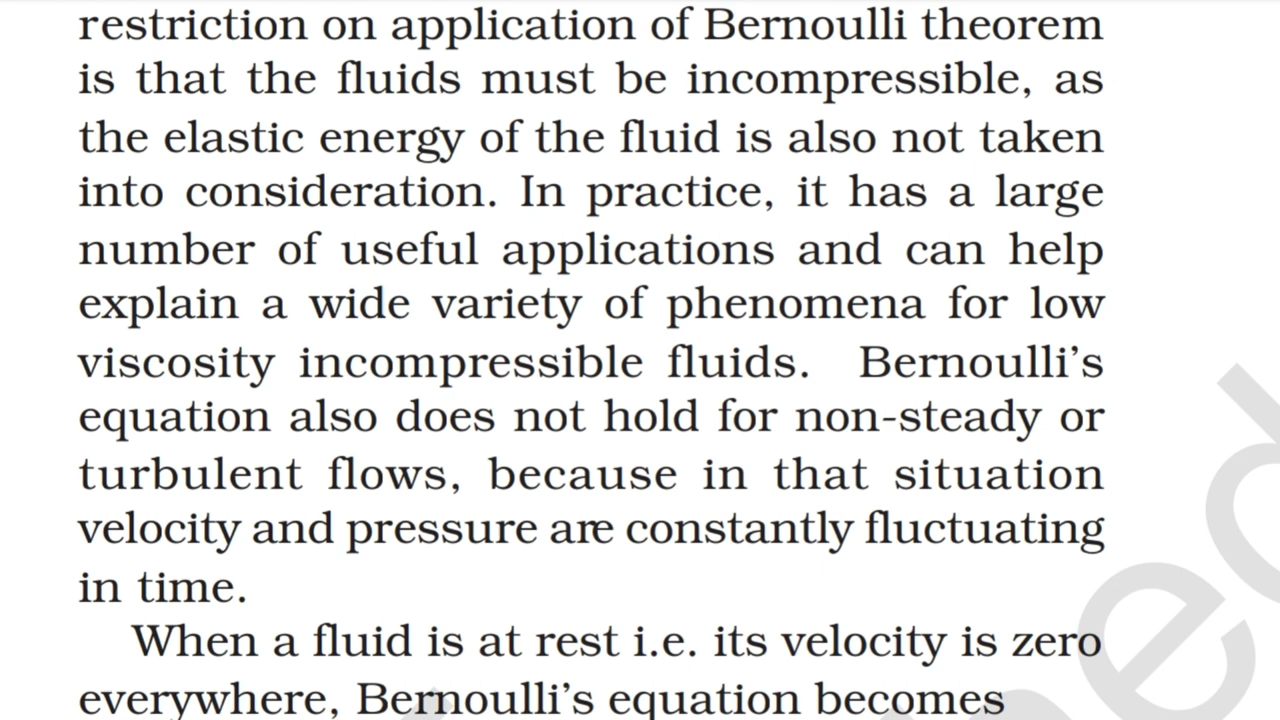 restriction on application of Bernoulli theorem
is that the fluids must be incompressible, as
the elastic energy of the fluid is also not taken
into consideration. In practice, it has a large
number of useful applications and can help
explain a wide variety of phenomena for low
viscosity incompressible fluids. Bernoulli's
equation also does not hold for non-steady or
turbulent flows, because in that situation
velocity and pressure are constantly fluctuating
in time.
When a fluid is at rest i.e. its velocity is zero
everywhere, Bernoulli's equation becomes